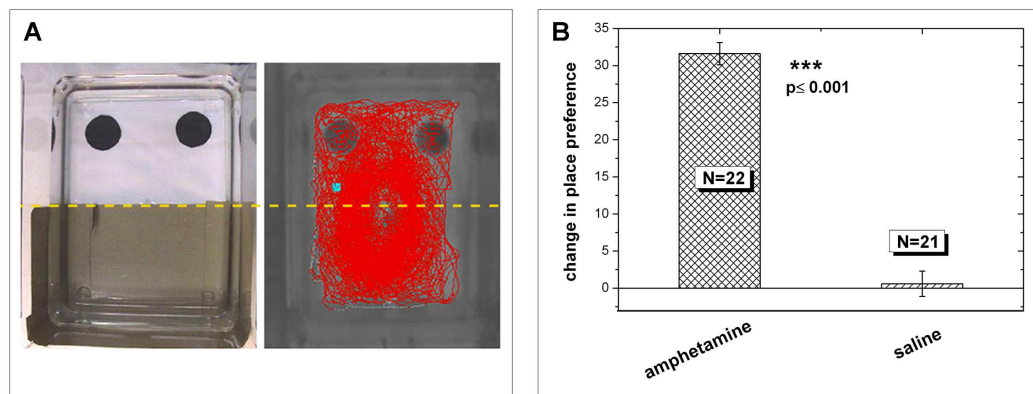 A
B
35
30
25
20
15
10
5
0
change in place preference
***
p≤ 0.001
N=22
N=21
amphetamine
saline